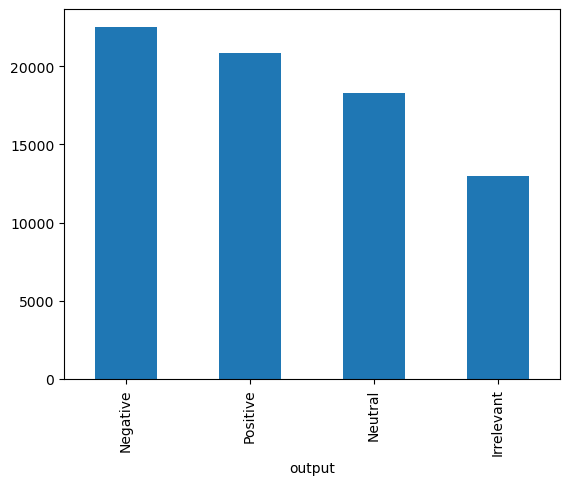 20000
15000
10000
5000
0
Negative
Positive
Neutral
Irrelevant
output